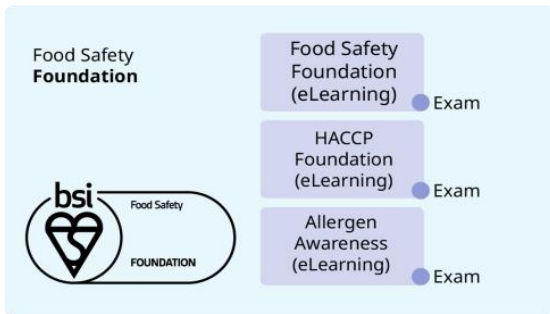 Food Safety
Foundation
bsi
Food Safety
FOUNDATION
Food Safety
Foundation
(eLearning)
Exam
HACCP
Foundation
(eLearning)
Exam
Allergen
Awareness
(eLearning)
Exam